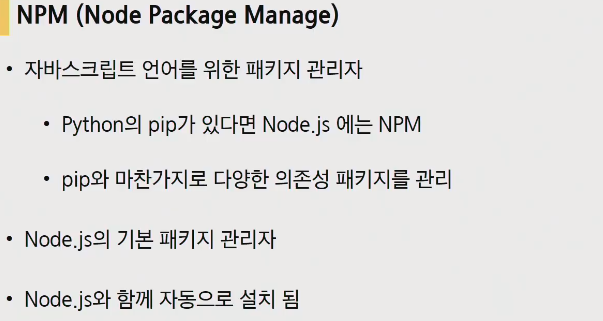 NPM (Node Package Manage)
• 자바스크립트 언어를 위한 패키지 관리자
• Python의 pip가 있다면 Node.js 에는 NPM
• pip와 마찬가지로 다양한 의존성 패키지를 관리
• Node.js의 기본 패키지 관리자
• Node.js와 함께 자동으로 설치 됨